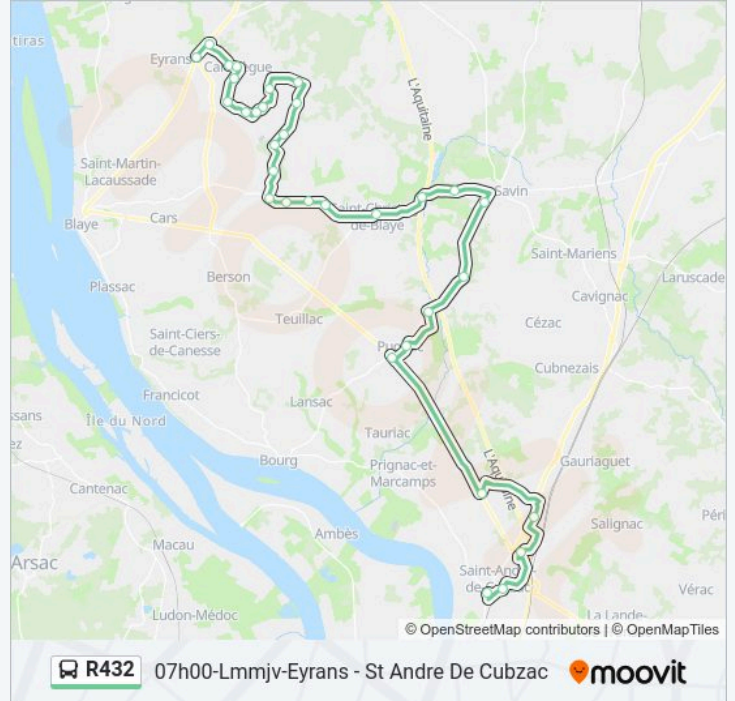 tiras
Eyrans
L'Aquitaine
Saint-Martin-
Lacaussade
Savin
Blaye
Cars
de-Blaye
Saint-Mariens
Berson
Laruscade
Plassac
Cavignac
Teuillac
Cézac
Saint-Ciers-
de-Canesse
Cubnezais
Francicot
Lansac
ssans
Île du Nord
Tauriac
ez
Bourg
Prignac-et-
Marcamps
L'Aquitaine
Gauriaguet
Cantenac
Salignac
Péri
Ambès
Macau
Arsac
Vérac
Ludon-Médoc
La Lande-
© OpenStreetMap contributors | © OpenMapTiles
R432 07h00-Lmmjv-Eyrans - St Andre De Cubzac moovit